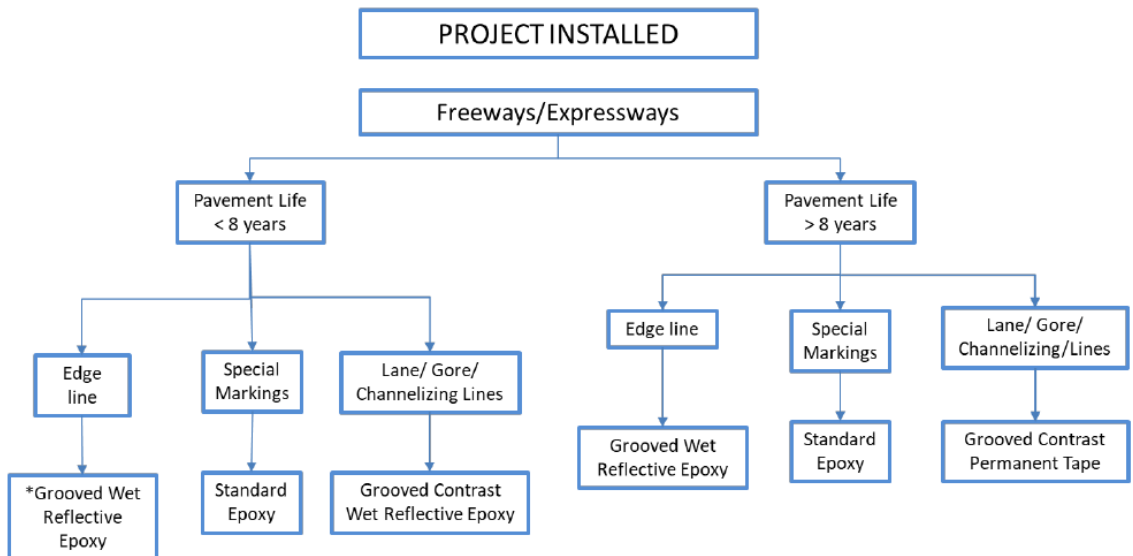 PROJECT INSTALLED
Freeways/Expressways
Pavement Life
< 8 years
Pavement Life
> 8 years
Edge
line
Special
Markings
Lane/ Gore/
Channelizing Lines
Edge line
Special
Markings
Lane/ Gore/
Channelizing/Lines
*Grooved Wet
Reflective
Epoxy
Standard
Epoxy
Grooved Contrast
Wet Reflective Epoxy
Grooved Wet
Reflective Epoxy
Standard
Epoxy
Grooved Contrast
Permanent Tape